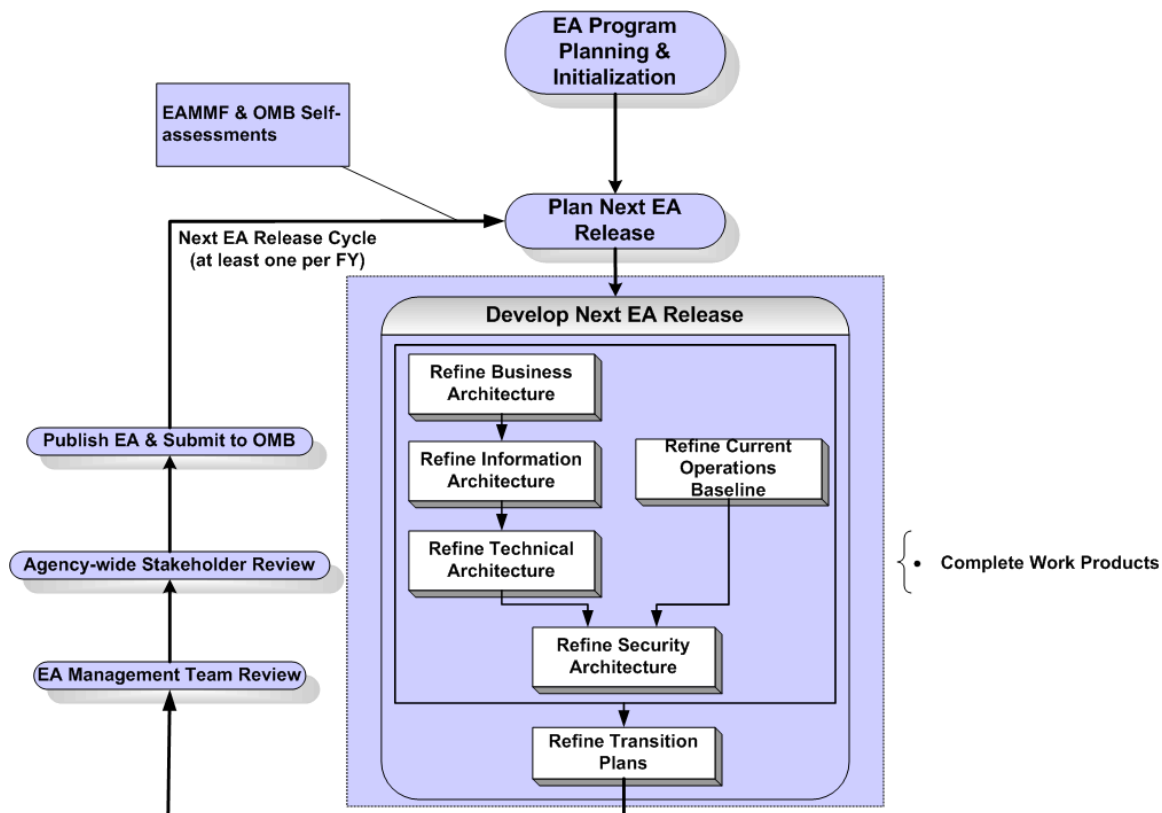 EA Program
Planning &
Initialization
EAMMF & OMB Self-
assessments
Plan Next EA
Release
Next EA Release Cycle
(at least one per FY)
Develop Next EA Release
Refine Business
Architecture
Refine Information
Architecture
Refine Current
Operations
Baseline
Refine Technical
Architecture
Refine Security
Architecture
Refine Transition
Plans
Publish EA & Submit to OMB
Agency-wide Stakeholder Review
EA Management Team Review
• Complete Work Products